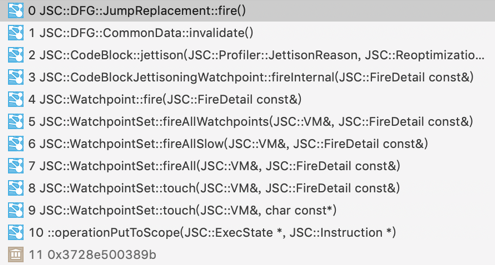 0 JSC::DFG::JumpReplacement::fire()
1 JSC::DFG::CommonData::invalidate()
2 JSC::CodeBlock::jettison(JSC::Profiler::JettisonReason, JSC::Reoptimizatio...
3 JSC::CodeBlockJettisoningWatchpoint::fireInternal(JSC::FireDetail const&)
4 JSC::Watchpoint::fire(JSC::FireDetail const&)
5 JSC::WatchpointSet::fireAllWatchpoints(JSC::VM&, JSC::FireDetail const&)
6 JSC::WatchpointSet::fireAllSlow(JSC::VM&, JSC::FireDetail const&)
7 JSC::WatchpointSet::fireAll(JSC::VM&, JSC::FireDetail const&)
8 JSC::WatchpointSet::touch(JSC::VM&, JSC::FireDetail const&)
9 JSC::WatchpointSet::touch(JSC::VM&, char const*)
10 ::operationPutToScope(JSC::ExecState *, JSC::Instruction *)
11 0x3728e500389b